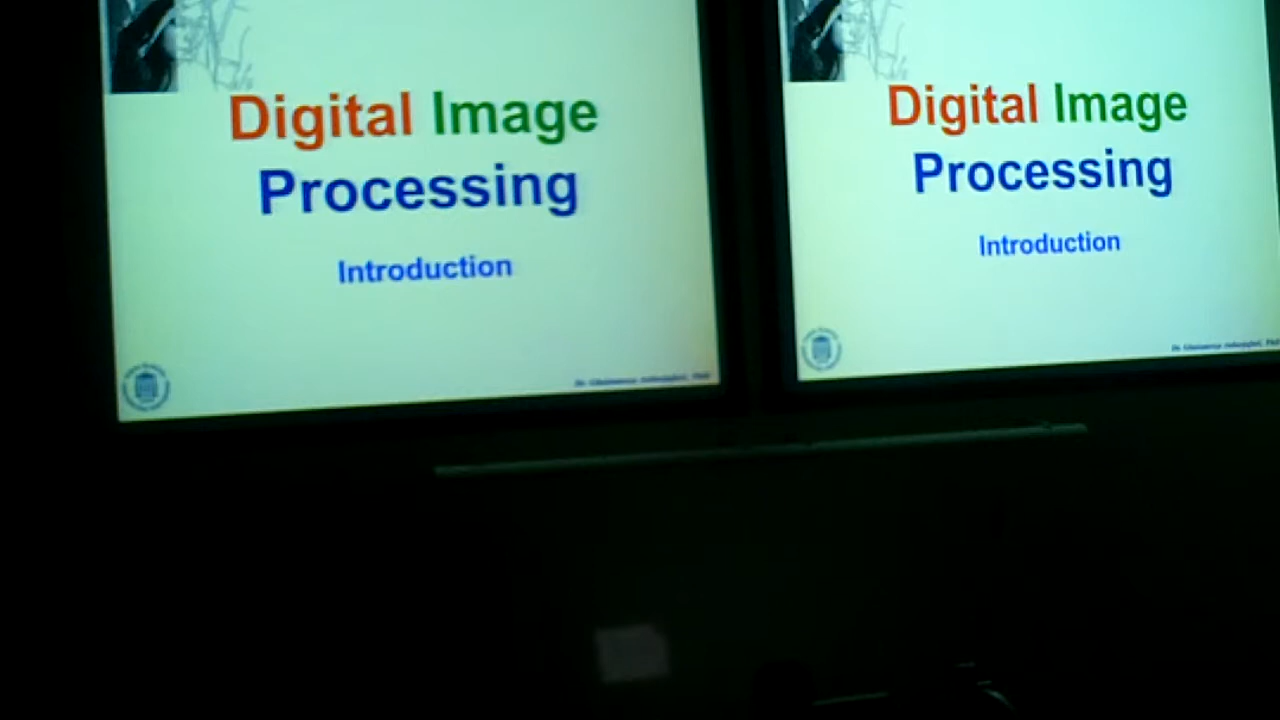 Digital Image
Processing
Introduction
Digital Image
Processing
Introduction